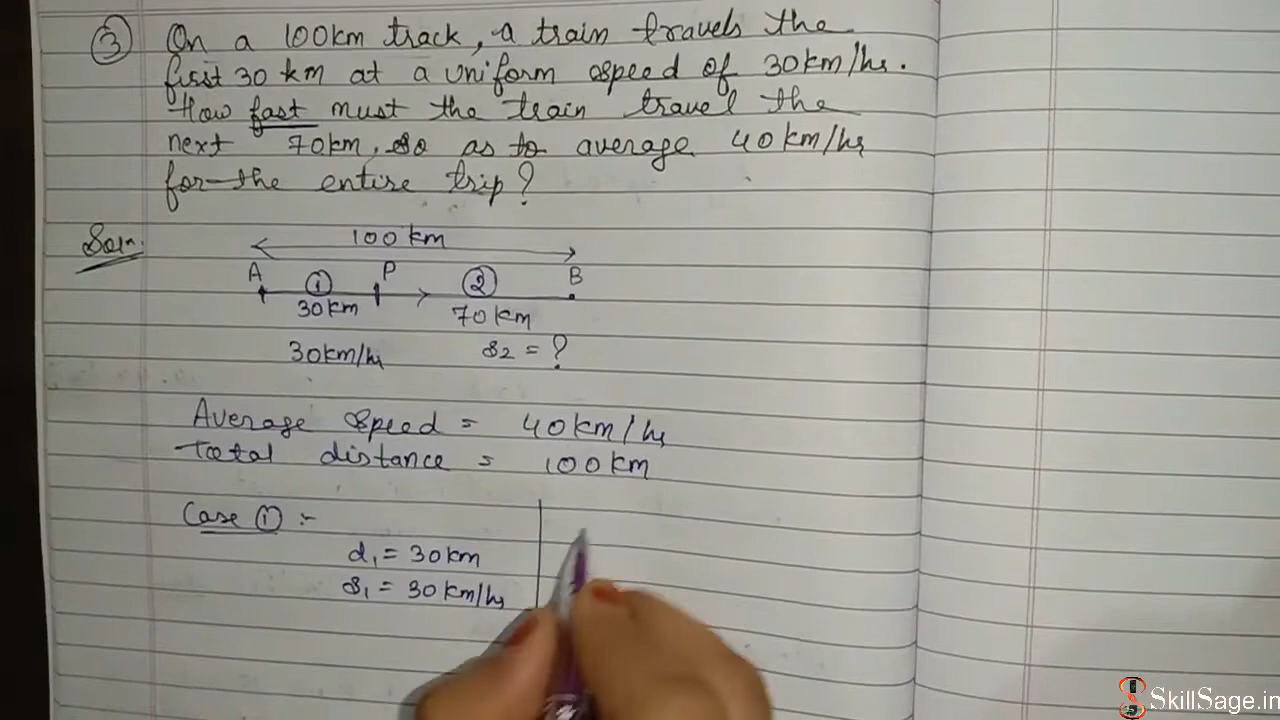 ③ On a 100km track, a train travels the
first 30 km at a uniform speed of 30km/hr.
How fast must the train travel the
next 70km, so as to average 40km/hr
for the entire trip?
Soln.
100 km
A ① P ② B
30km 70km
30km/hr s2 = ?
Average speed = 40km/hr
Total distance = 100km
Case ① :-
d1 = 30km
s1 = 30km/hr
SkillSage.in